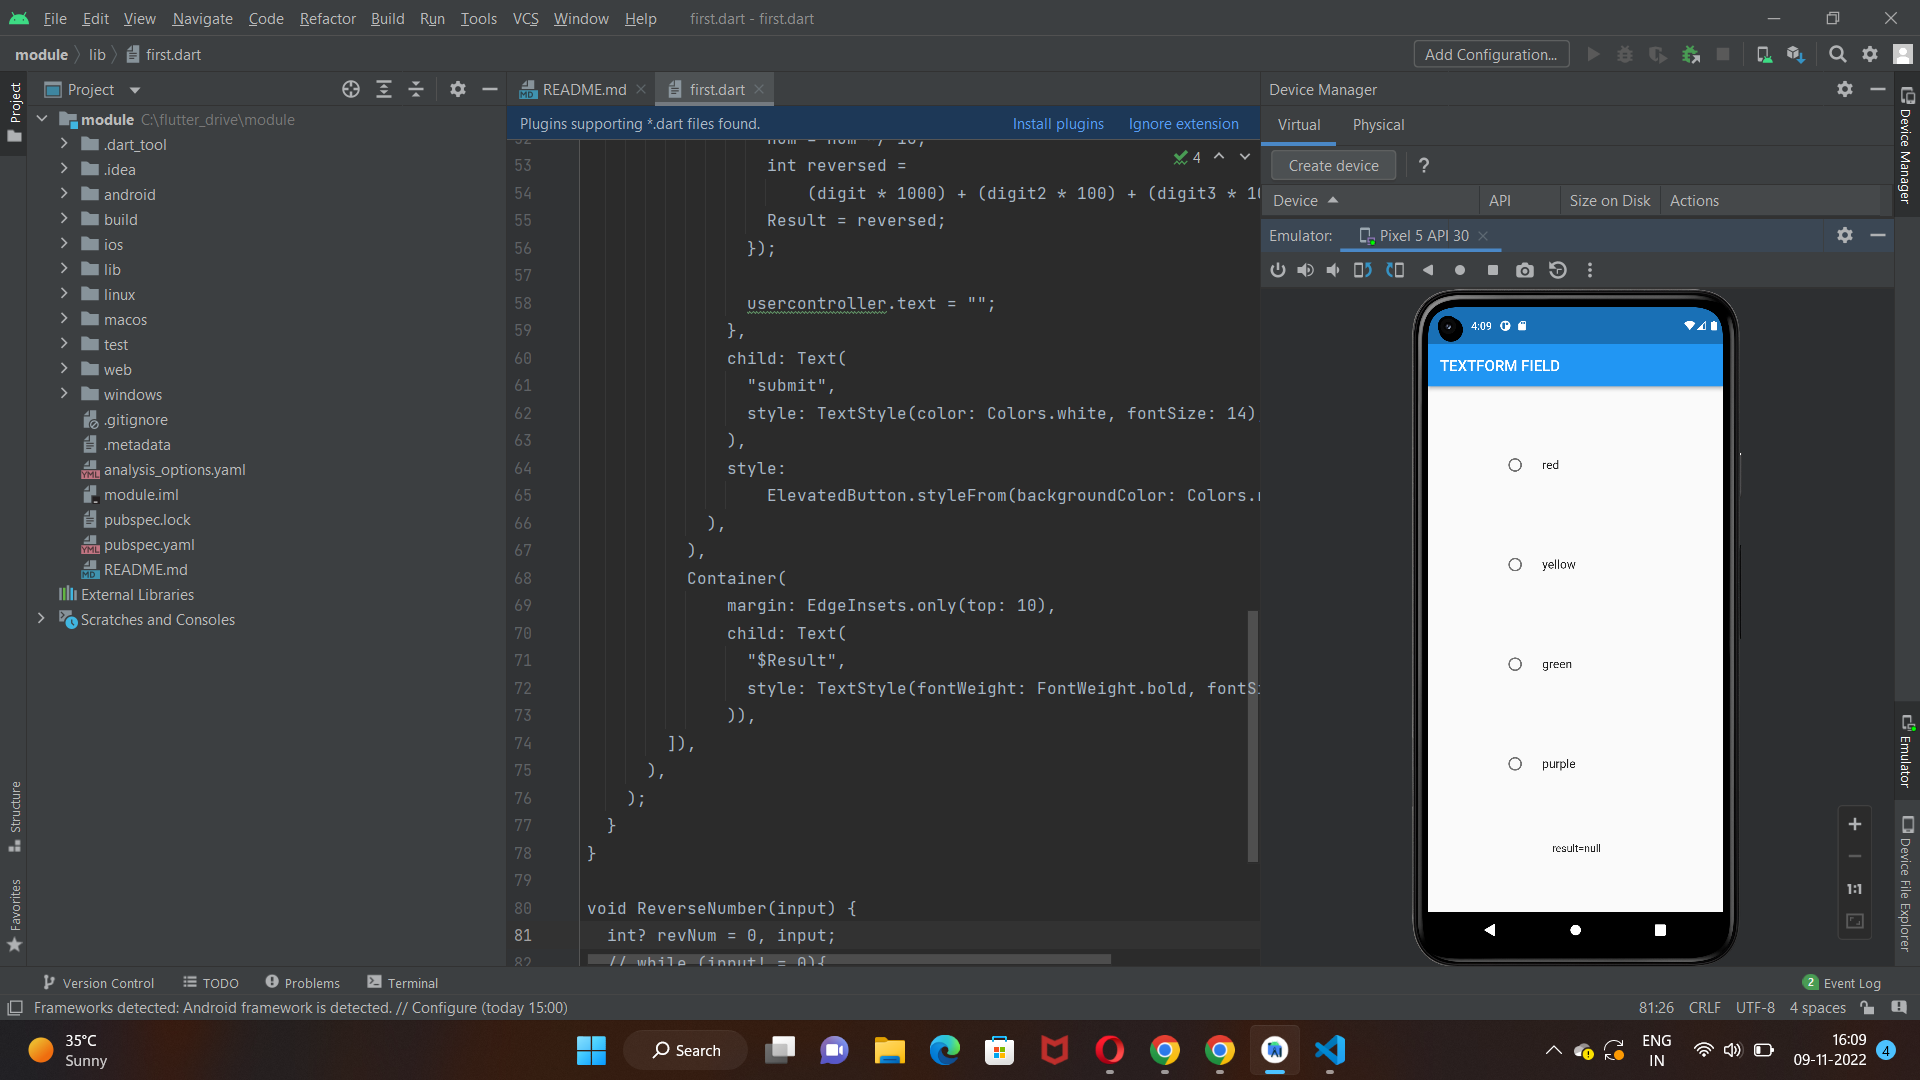 File Edit View Navigate Code Refactor Build Run Tools VCS Window Help first.dart - first.dart
module lib first.dart Add Configuration...
Project
Project
module C:\flutter_drive\module
.dart_tool
.idea
android
build
ios
lib
linux
macos
test
web
windows
.gitignore
.metadata
analysis_options.yaml
module.iml
pubspec.lock
pubspec.yaml
README.md
External Libraries
Scratches and Consoles
Structure
Favorites
README.md first.dart
Plugins supporting *.dart files found. Install plugins Ignore extension
4
53 int reversed =
54 (digit * 1000) + (digit2 * 100) + (digit3 * 10
55 Result = reversed;
56 });
57
58 usercontroller.text = "";
59 },
60 child: Text(
61 "submit",
62 style: TextStyle(color: Colors.white, fontSize: 14)
63 ),
64 style:
65 ElevatedButton.styleFrom(backgroundColor: Colors.
66 ),
67 ),
68 Container(
69 margin: EdgeInsets.only(top: 10),
70 child: Text(
71 "$Result",
72 style: TextStyle(fontWeight: FontWeight.bold, fontS
73 )),
74 ]),
75 ),
76 );
77 }
78 }
79
80 void ReverseNumber(input) {
81 int? revNum = 0, input;
82 // while (input! = 0){
Device Manager
Virtual Physical
Create device ?
Device API Size on Disk Actions
Emulator: Pixel 5 API 30
4:09
TEXTFORM FIELD
red
yellow
green
purple
result=null
1:1
Device Manager
Emulator
Device File Explorer
Version Control TODO Problems Terminal 2 Event Log
Frameworks detected: Android framework is detected. // Configure (today 15:00) 81:26 CRLF UTF-8 4 spaces
35°C
Sunny
Search
ENG
IN
16:09
09-11-2022
4